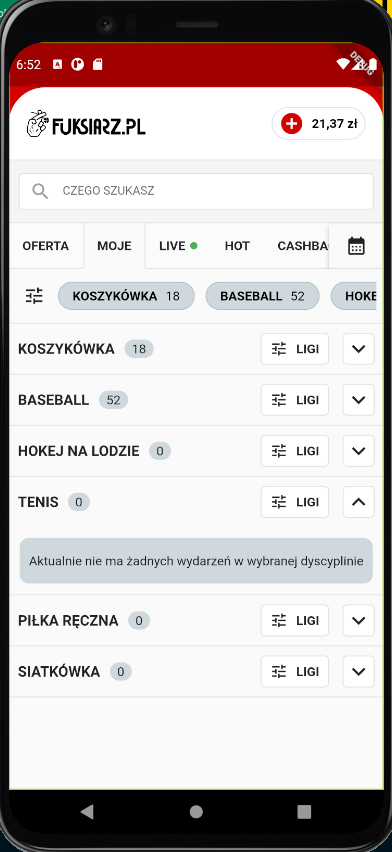 6:52
DEBUG
FUKSIARZ.PL
21,37 zł
CZEGO SZUKASZ
OFERTA MOJE LIVE HOT CASHBA
KOSZYKÓWKA 18 BASEBALL 52 HOKE
KOSZYKÓWKA 18 LIGI
BASEBALL 52 LIGI
HOKEJ NA LODZIE 0 LIGI
TENIS 0 LIGI
Aktualnie nie ma żadnych wydarzeń w wybranej dyscyplinie
PIŁKA RĘCZNA 0 LIGI
SIATKÓWKA 0 LIGI